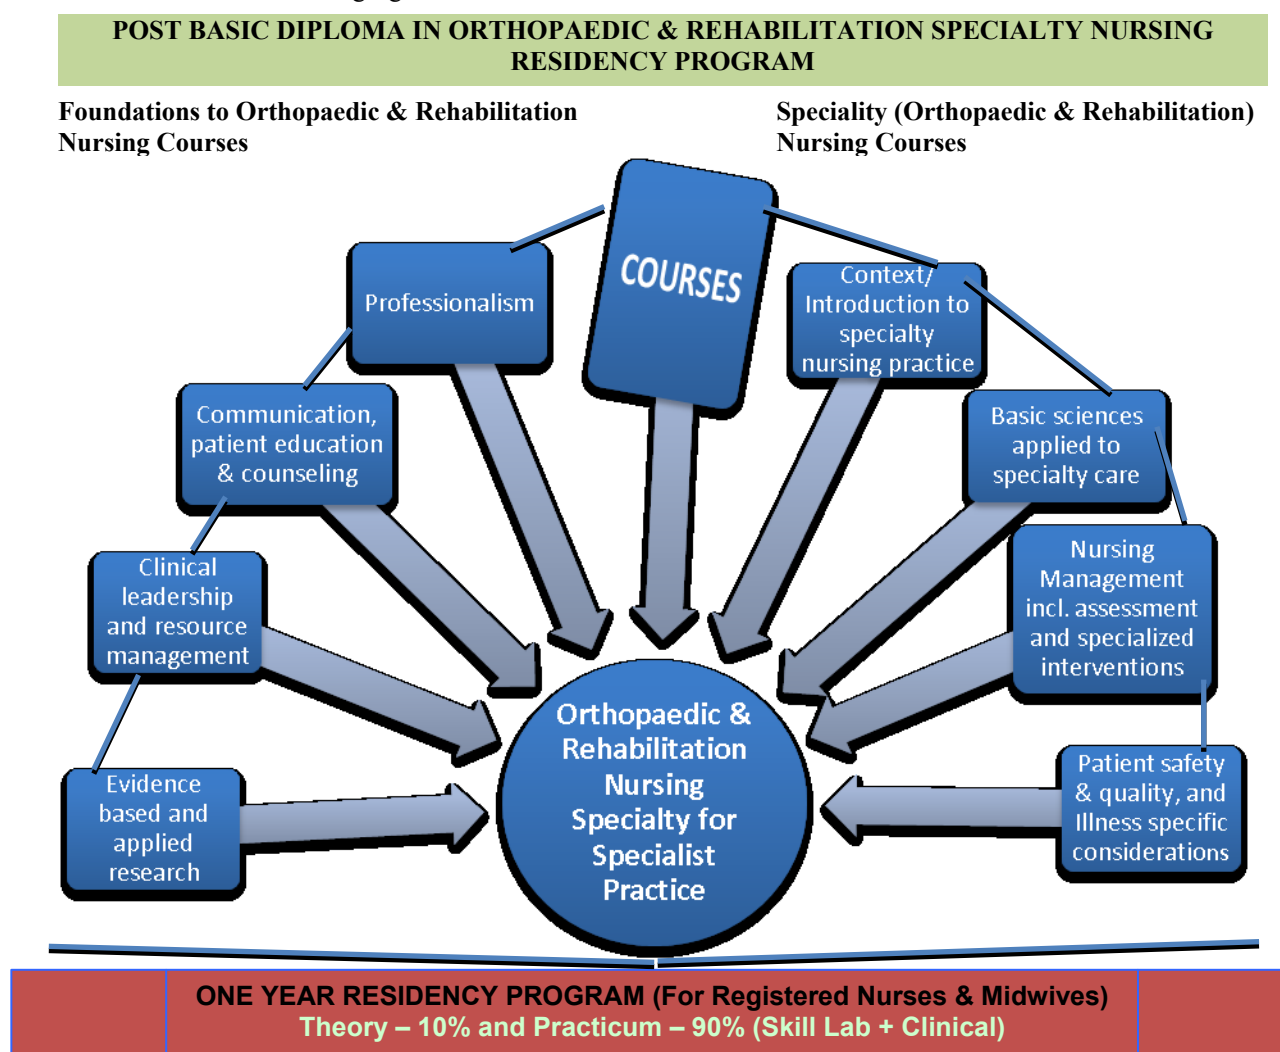 POST BASIC DIPLOMA IN ORTHOPAEDIC & REHABILITATION SPECIALTY NURSING
RESIDENCY PROGRAM
Foundations to Orthopaedic & Rehabilitation
Nursing Courses
Speciality (Orthopaedic & Rehabilitation)
Nursing Courses
COURSES
Professionalism
Context/
Introduction to
specialty
nursing practice
Communication,
patient education
& counseling
Basic sciences
applied to
specialty care
Clinical
leadership
and resource
management
Nursing
Management
incl. assessment
and specialized
interventions
Evidence
based and
applied
research
Orthopaedic &
Rehabilitation
Nursing
Specialty for
Specialist
Practice
Patient safety
& quality, and
Illness specific
considerations
ONE YEAR RESIDENCY PROGRAM (For Registered Nurses & Midwives)
Theory – 10% and Practicum – 90% (Skill Lab + Clinical)